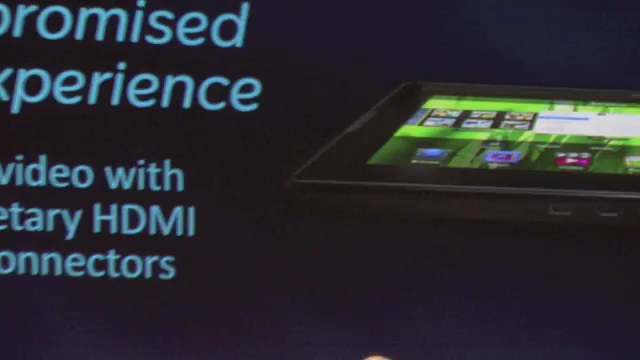 promised
xperience
video with
etary HDMI
onnectors